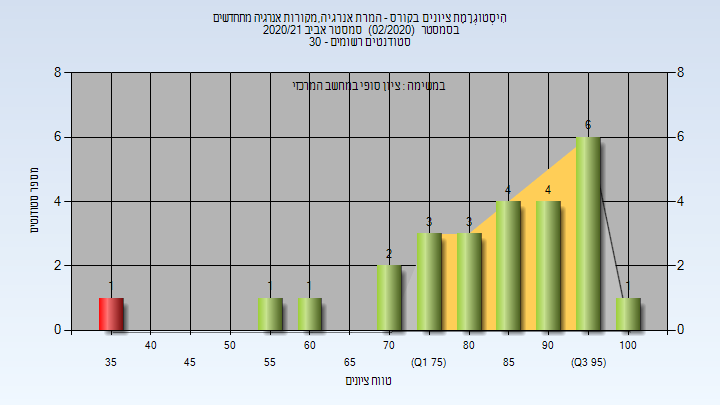 היסטוגרמת ציונים בקורס - המרת אנרגיה,מקורות אנרגיה מתחדשים
בסמסטר (02/2020) סמסטר אביב 2020/21
סטודנטים רשומים - 30
במשימה : ציון סופי במחשב המרכזי
מספר סטודנטים
8 8
6 6
4 4
2 2
0 0
1 1 1 2 3 3 4 4 6 1
40 50 60 70 80 90 100
35 45 55 65 (Q1 75) 85 (Q3 95)
טווח ציונים